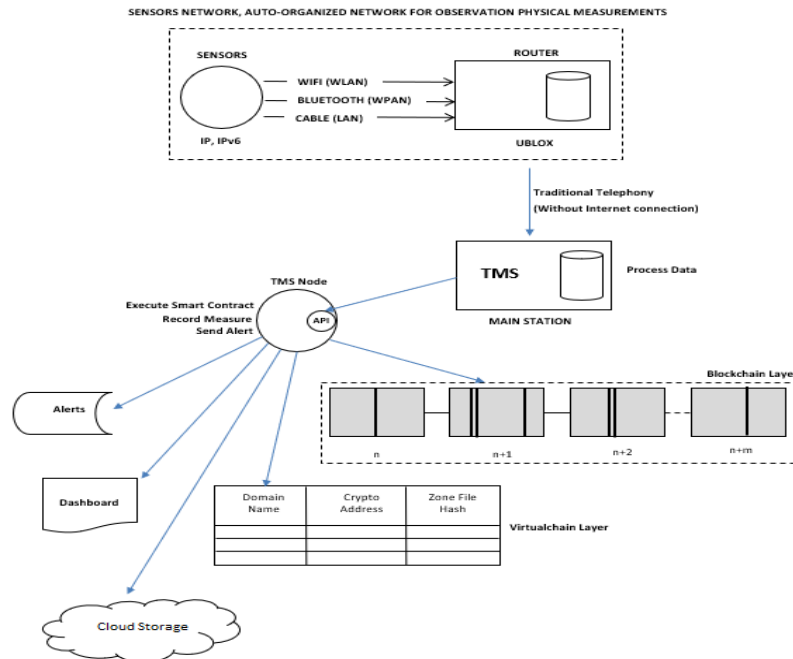 SENSORS NETWORK, AUTO-ORGANIZED NETWORK FOR OBSERVATION PHYSICAL MEASUREMENTS
SENSORS
ROUTER
WIFI (WLAN)
BLUETOOTH (WPAN)
CABLE (LAN)
IP, IPv6
UBLOX
Traditional Telephony
(Without Internet connection)
TMS
Process Data
MAIN STATION
TMS Node
API
Execute Smart Contract
Record Measure
Send Alert
Blockchain Laye
n
n+1
n+2
n+m
Alerts
Dashboard
Domain Name
Crypto Address
Zone File Hash
Virtualchain Layer
Cloud Storage